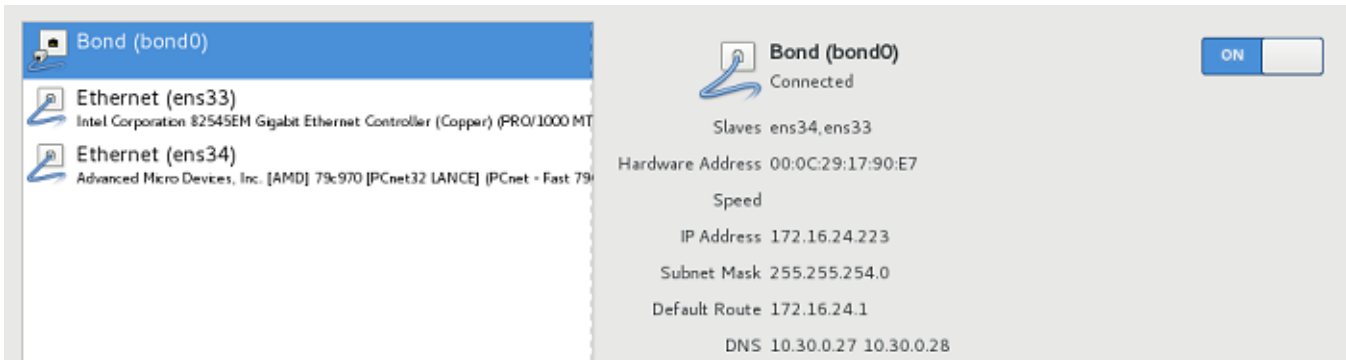 Bond (bond0)
Ethernet (ens33)
Intel Corporation 82545EM Gigabit Ethernet Controller (Copper) (PRO/1000 MT
Ethernet (ens34)
Advanced Micro Devices, Inc. [AMD] 79c970 [PCnet32 LANCE] (PCnet - Fast 79
Bond (bond0)
Connected
ON
Slaves ens34,ens33
Hardware Address 00:0C:29:17:90:E7
Speed
IP Address 172.16.24.223
Subnet Mask 255.255.254.0
Default Route 172.16.24.1
DNS 10.30.0.27 10.30.0.28